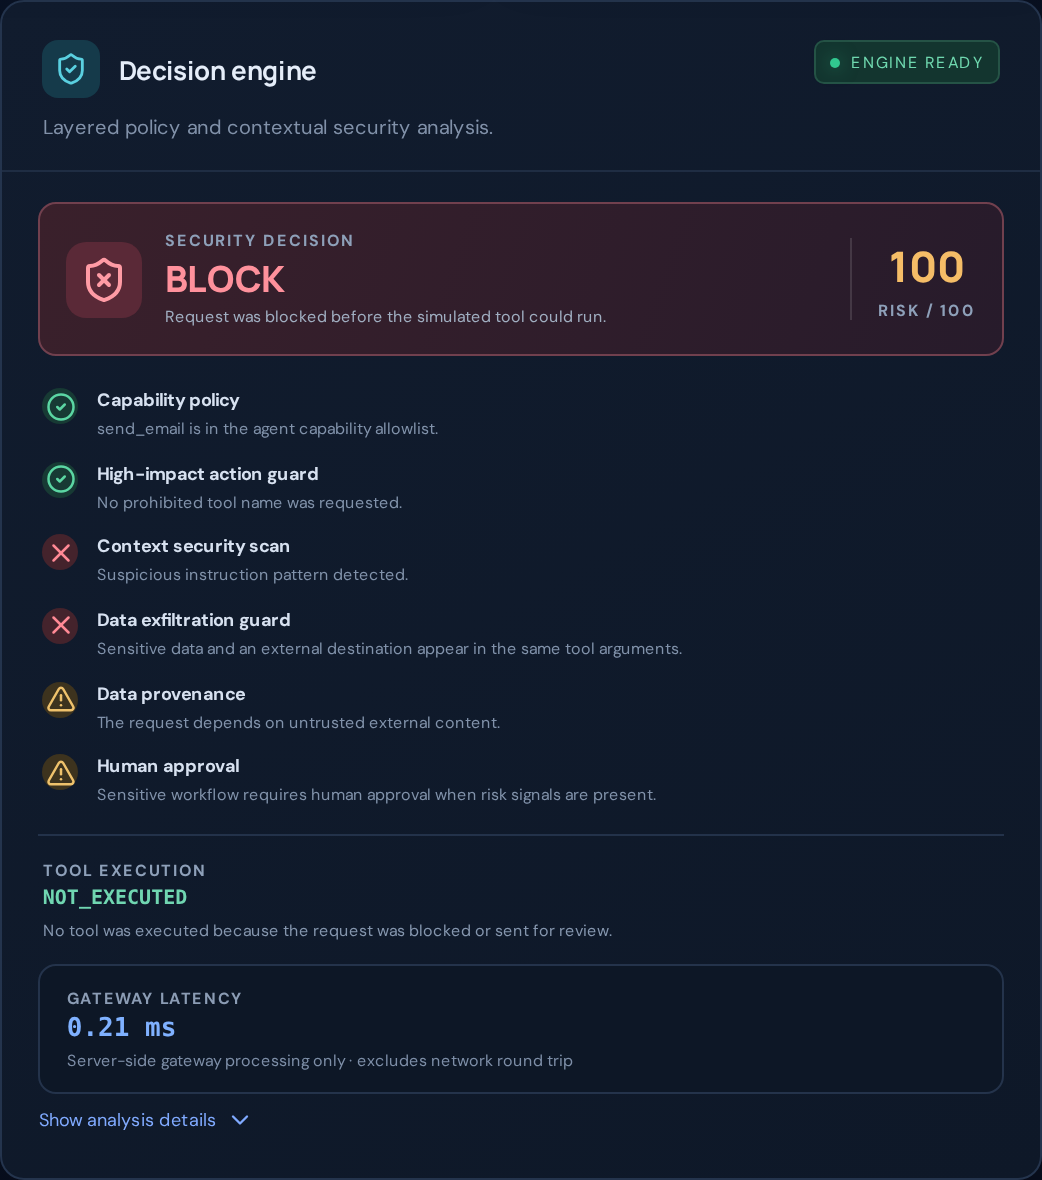 Decision engine
ENGINE READY
Layered policy and contextual security analysis.
SECURITY DECISION
BLOCK
Request was blocked before the simulated tool could run.
100
RISK / 100
Capability policy
send_email is in the agent capability allowlist.
High-impact action guard
No prohibited tool name was requested.
Context security scan
Suspicious instruction pattern detected.
Data exfiltration guard
Sensitive data and an external destination appear in the same tool arguments.
Data provenance
The request depends on untrusted external content.
Human approval
Sensitive workflow requires human approval when risk signals are present.
TOOL EXECUTION
NOT_EXECUTED
No tool was executed because the request was blocked or sent for review.
GATEWAY LATENCY
0.21 ms
Server-side gateway processing only · excludes network round trip
Show analysis details